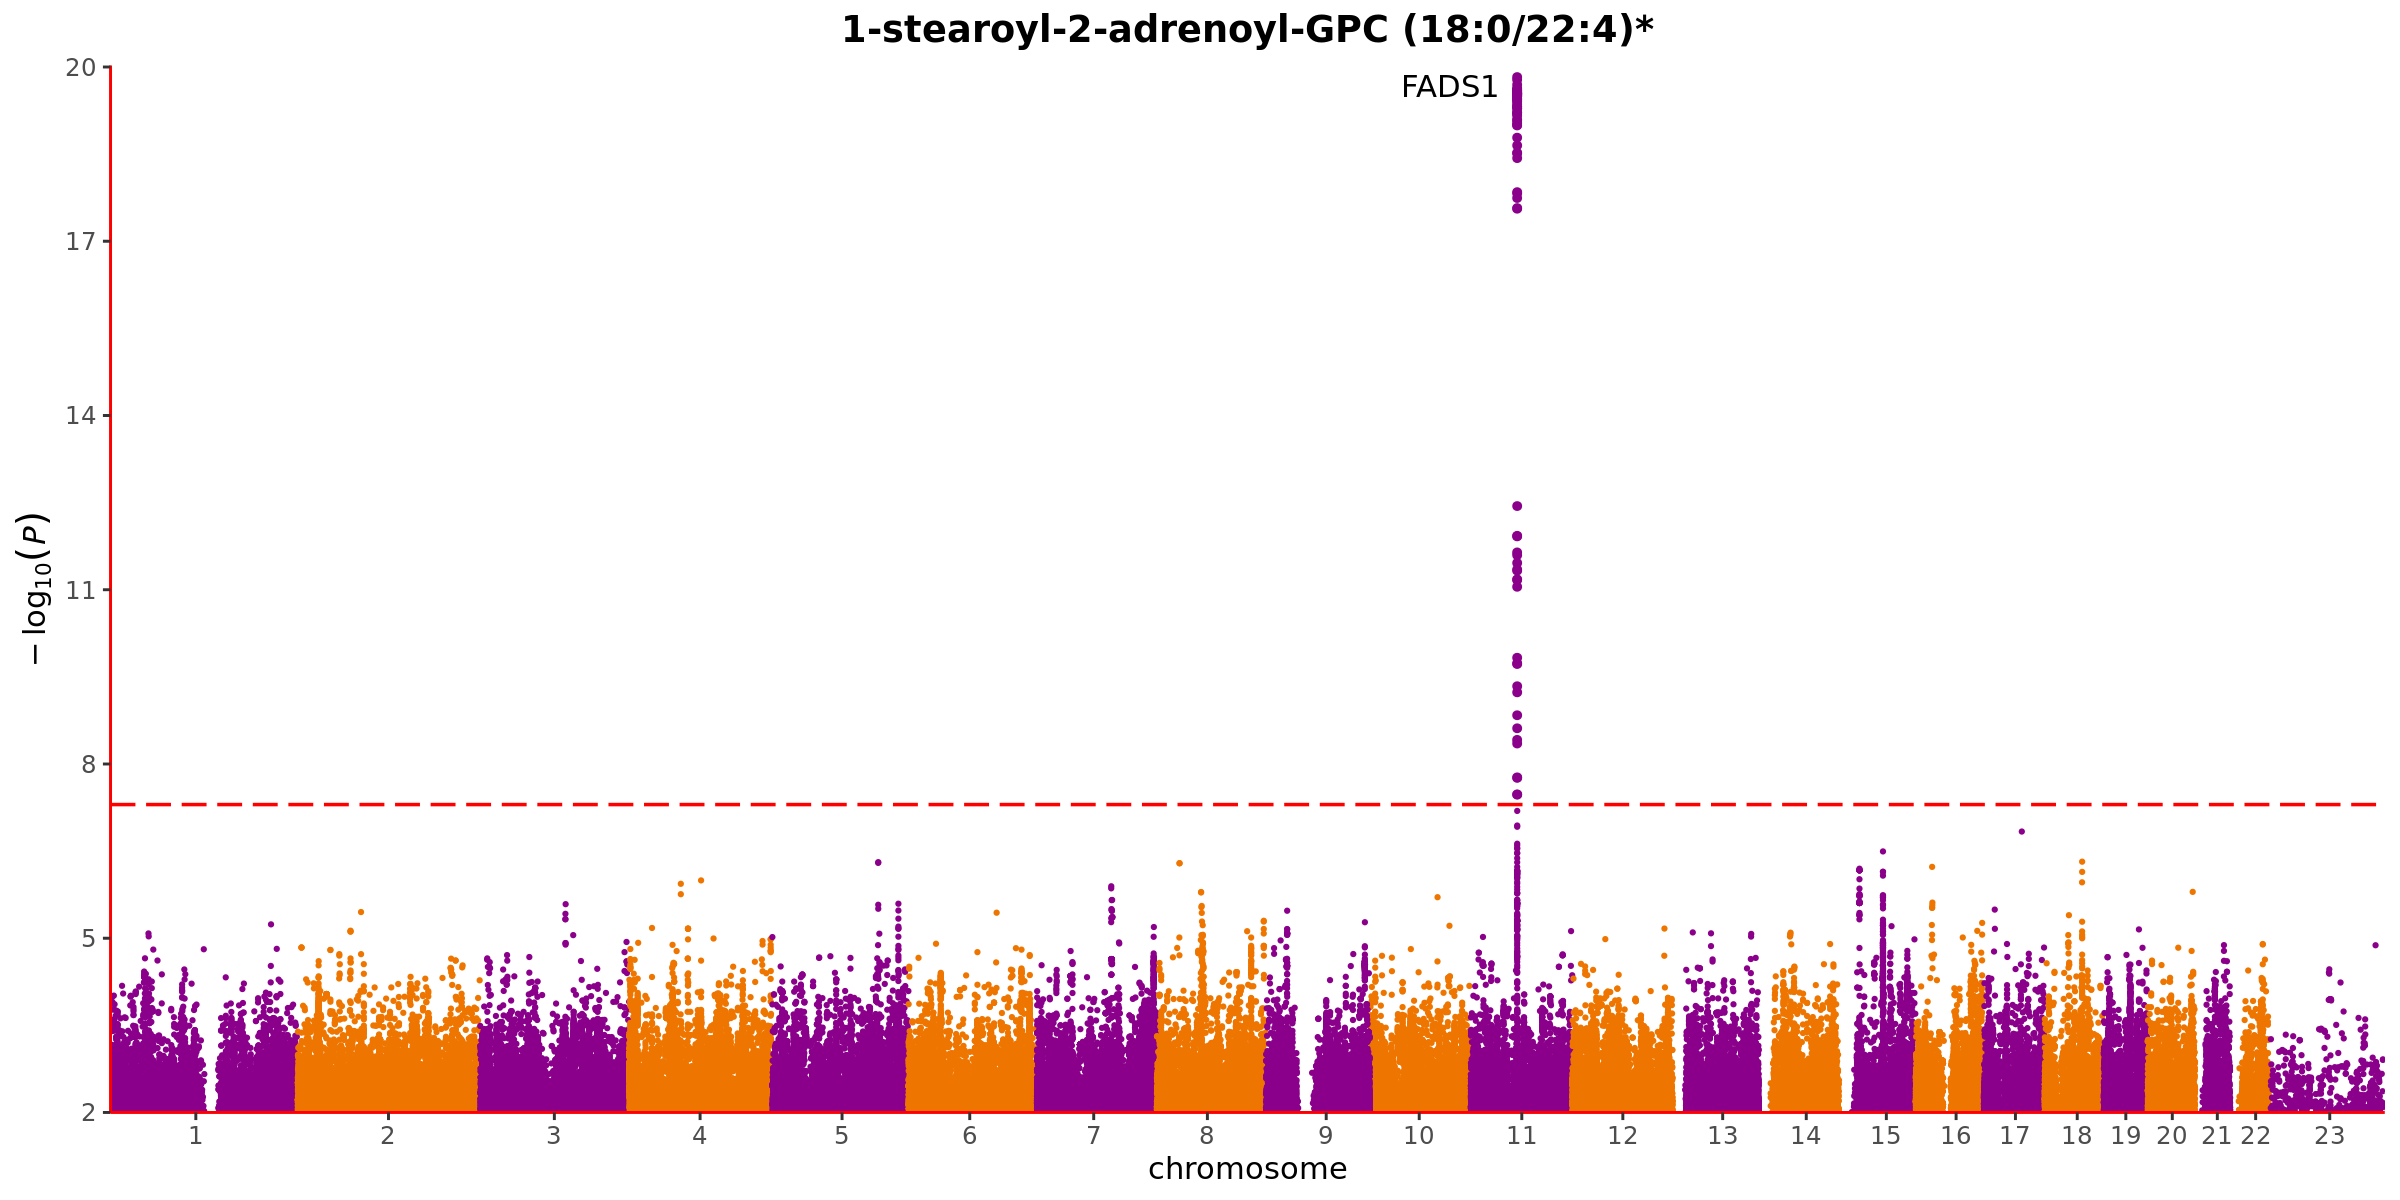 1-stearoyl-2-adrenoyl-GPC (18:0/22:4)*
FADS1
20
17
14
11
8
5
2
− log10(P)
1 2 3 4 5 6 7 8 9 10 11 12 13 14 15 16 17 18 19 20 21 22 23
chromosome